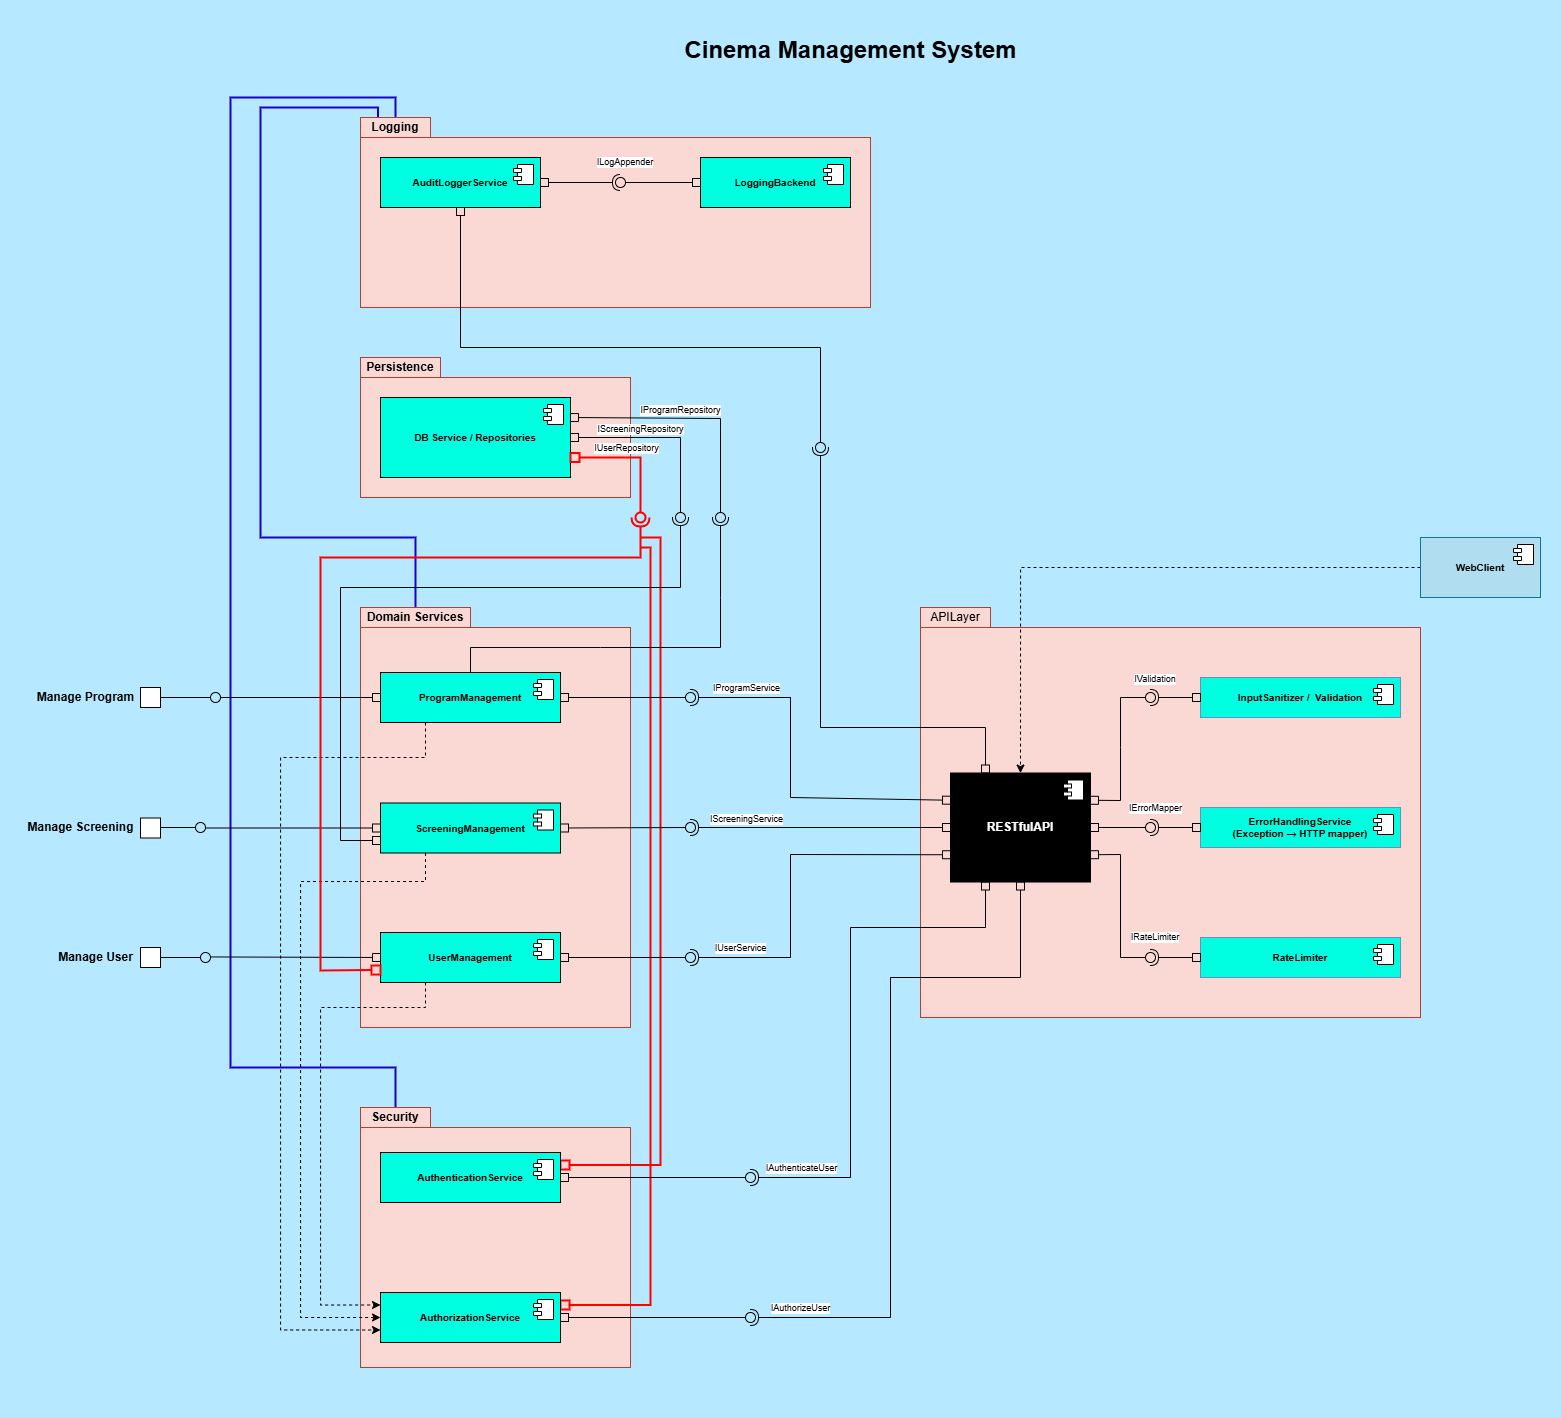 Cinema Management System
Logging
AuditLoggerService
ILogAppender
LoggingBackend
Persistence
DB Service / Repositories
IProgramRepository
IScreeningRepository
IUserRepository
WebClient
Domain Services
APILayer
Manage Program
ProgramManagement
IProgramService
IValidation
InputSanitizer / Validation
Manage Screening
ScreeningManagement
IScreeningService
RESTfulAPI
IErrorMapper
ErrorHandlingService
(Exception → HTTP mapper)
Manage User
UserManagement
IUserService
IRateLimiter
RateLimiter
Security
AuthenticationService
IAuthenticateUser
AuthorizationService
IAuthorizeUser